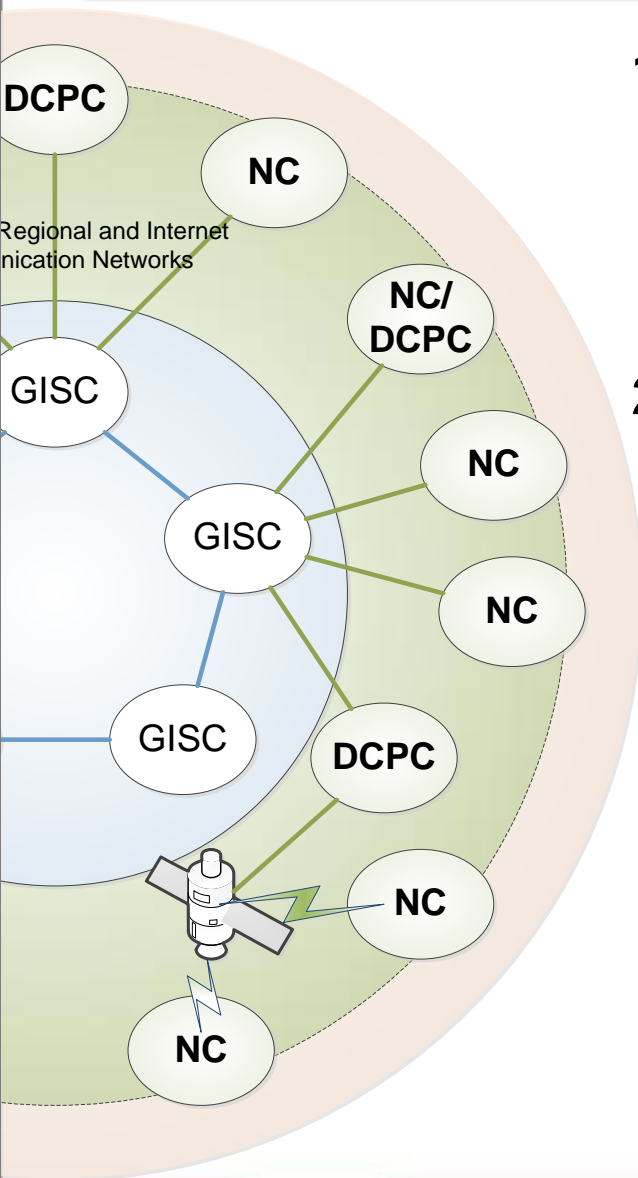 DCPC
NC
Regional and Internet
nication Networks
NC/
DCPC
GISC
NC
GISC
NC
GISC
DCPC
NC
NC